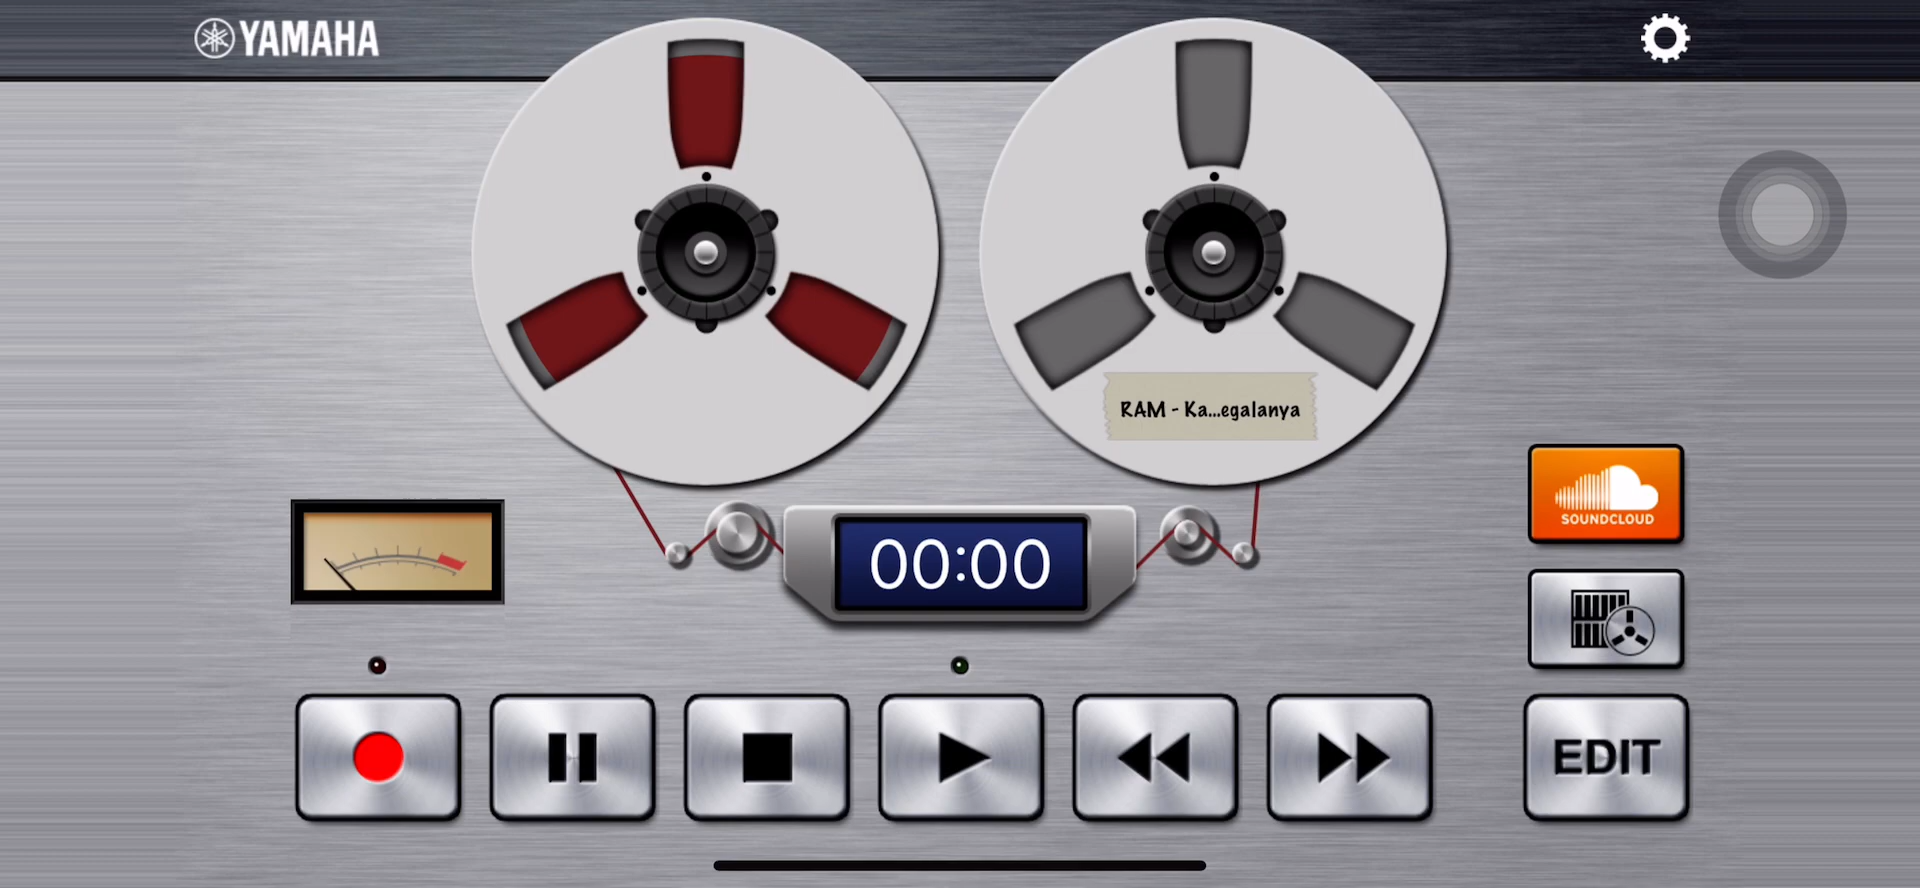 YAMAHA
RAM - Ka...egalanya
00:00
SOUNDCLOUD
EDIT